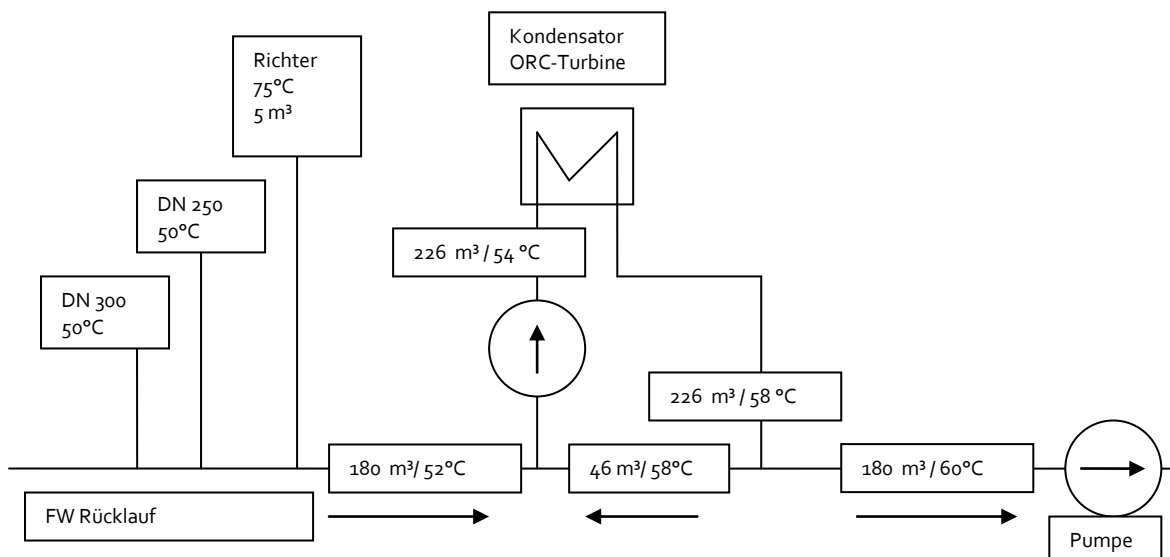 Kondensator
ORC-Turbine
Richter
75°C
5 m³
DN 250
50°C
226 m³ / 54 °C
DN 300
50°C
226 m³ / 58 °C
180 m³/ 52°C
46 m³/ 58°C
180 m³ / 60°C
FW Rücklauf
Pumpe